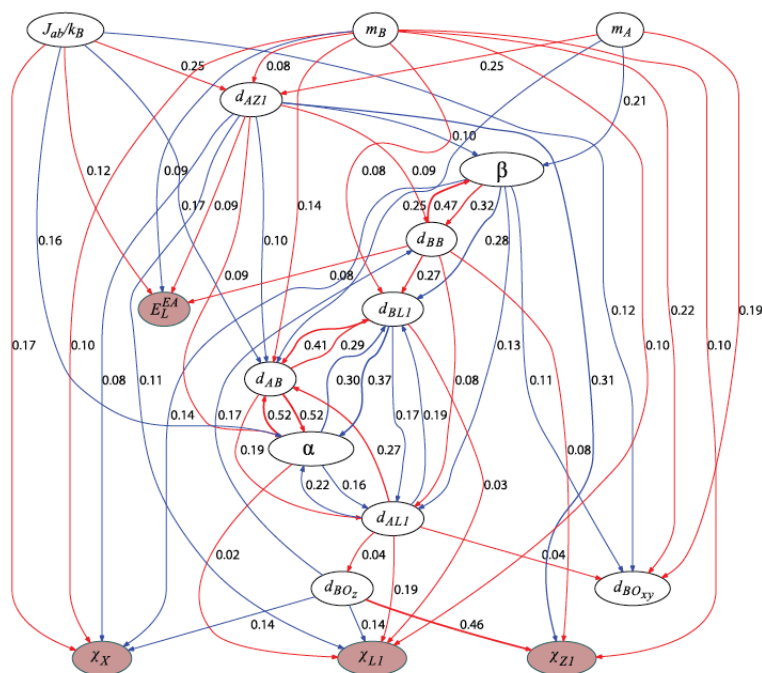 J_ab/k_B m_B m_A
0.25 0.08 0.25
d_AZ1
0.21
0.10
0.12 0.09 0.17 0.09 0.14 0.08 0.09
β
0.25 0.47 0.32
d_BB
0.16 0.10 0.28
0.09 0.08 0.27
E_L^EA
d_BL1
0.22 0.12 0.19
0.17 0.10 0.41 0.29 0.13 0.10 0.10
d_AB
0.08 0.11 0.14 0.17 0.30 0.37 0.08 0.11 0.31
0.52 0.52 0.17 0.19
α
0.19 0.27 0.08
0.22 0.16 0.03
d_AL1
0.02 0.04 0.04
0.19
d_BO_z d_BO_xy
0.14 0.14 0.46
χ_X χ_L1 χ_Z1